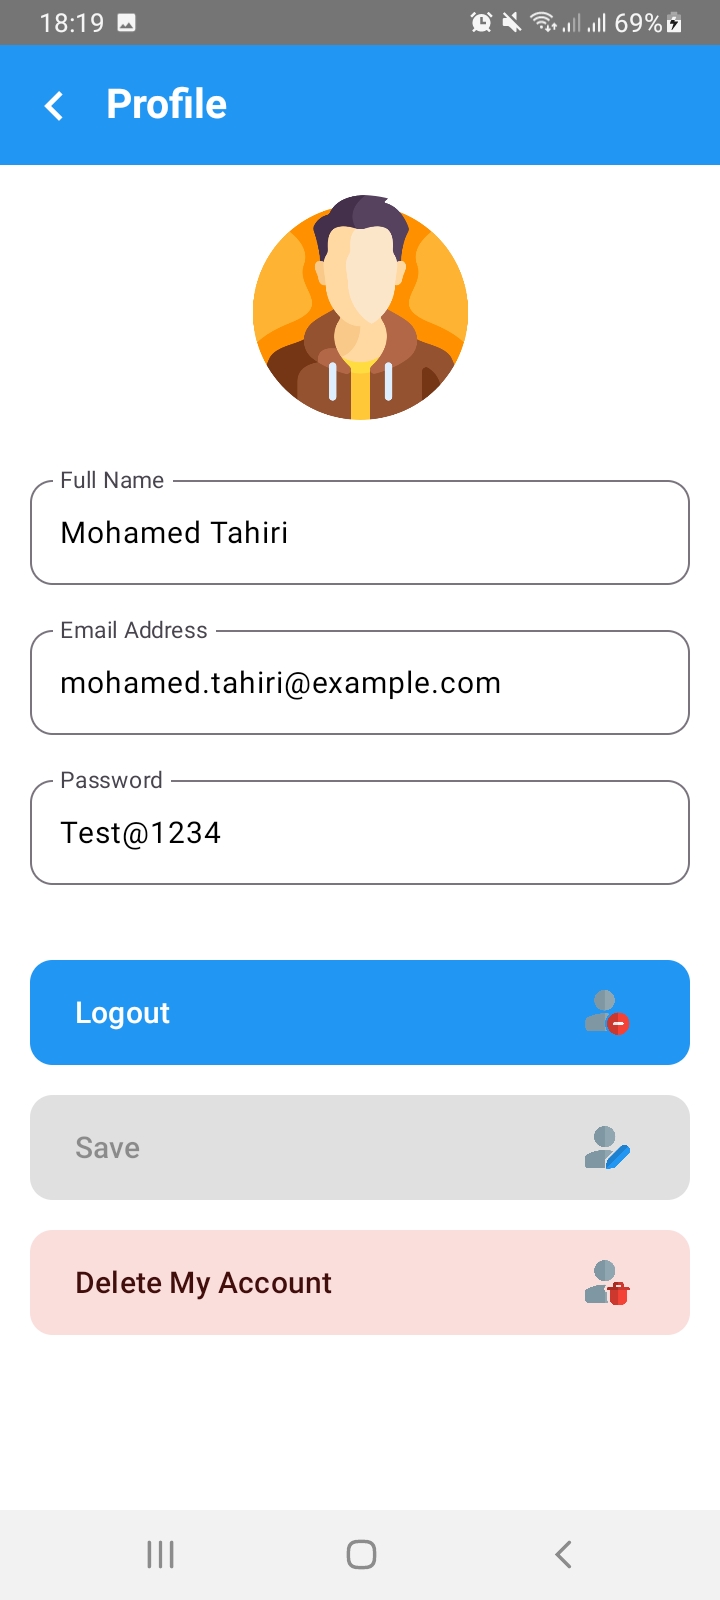 18:19 69%
Profile
Full Name
Mohamed Tahiri
Email Address
mohamed.tahiri@example.com
Password
Test@1234
Logout
Save
Delete My Account